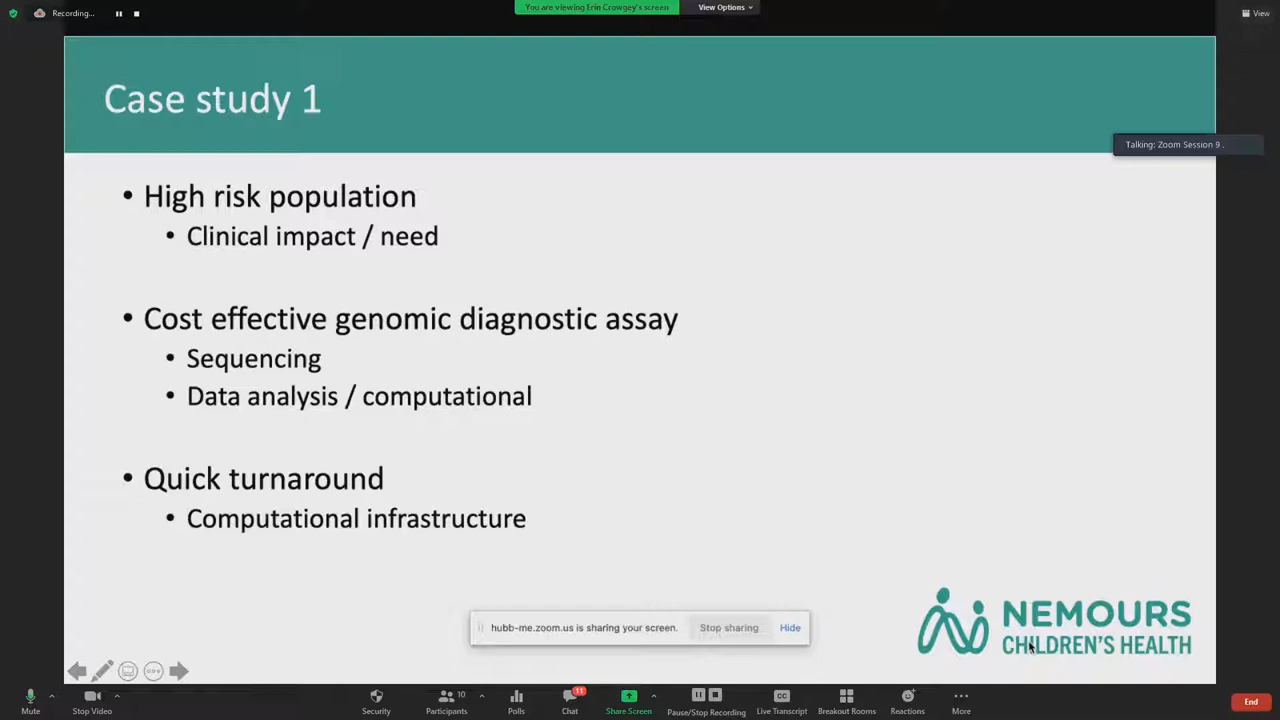 Recording...
You are viewing Erin Crowgey's screen
View Options
View
Case study 1
Talking: Zoom Session 9 .
• High risk population
• Clinical impact / need
• Cost effective genomic diagnostic assay
• Sequencing
• Data analysis / computational
• Quick turnaround
• Computational infrastructure
hubb-me.zoom.us is sharing your screen.
Stop sharing
Hide
NEMOURS
CHILDREN'S HEALTH
Mute
Stop Video
Security
Participants
10
Polls
Chat
11
Share Screen
Pause/Stop Recording
CC
Live Transcript
Breakout Rooms
Reactions
More
End